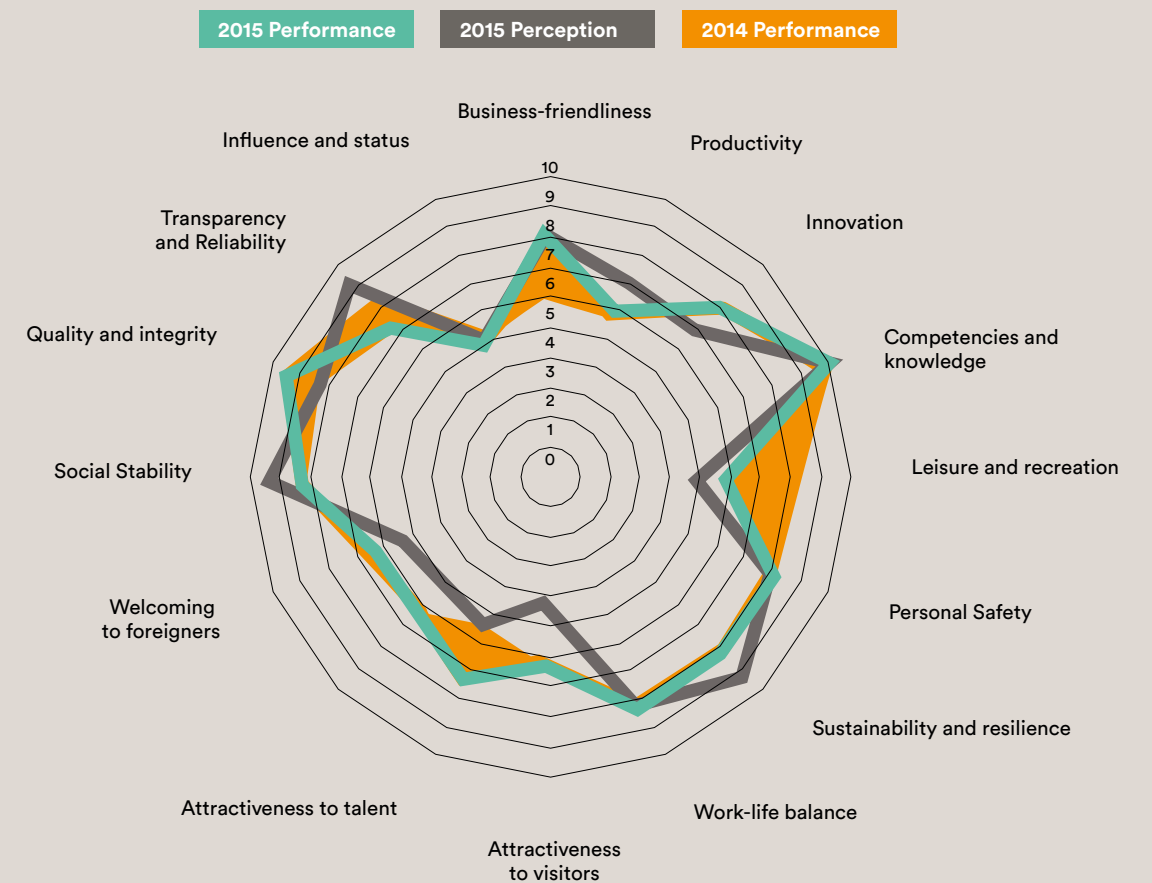 2015 Performance
2015 Perception
2014 Performance
Business-friendliness
Influence and status
Productivity
Transparency
and Reliability
Innovation
Quality and integrity
Competencies and
knowledge
Social Stability
Leisure and recreation
Welcoming
to foreigners
Personal Safety
Sustainability and resilience
Attractiveness to talent
Work-life balance
Attractiveness
to visitors
10
9
8
7
6
5
4
3
2
1
0